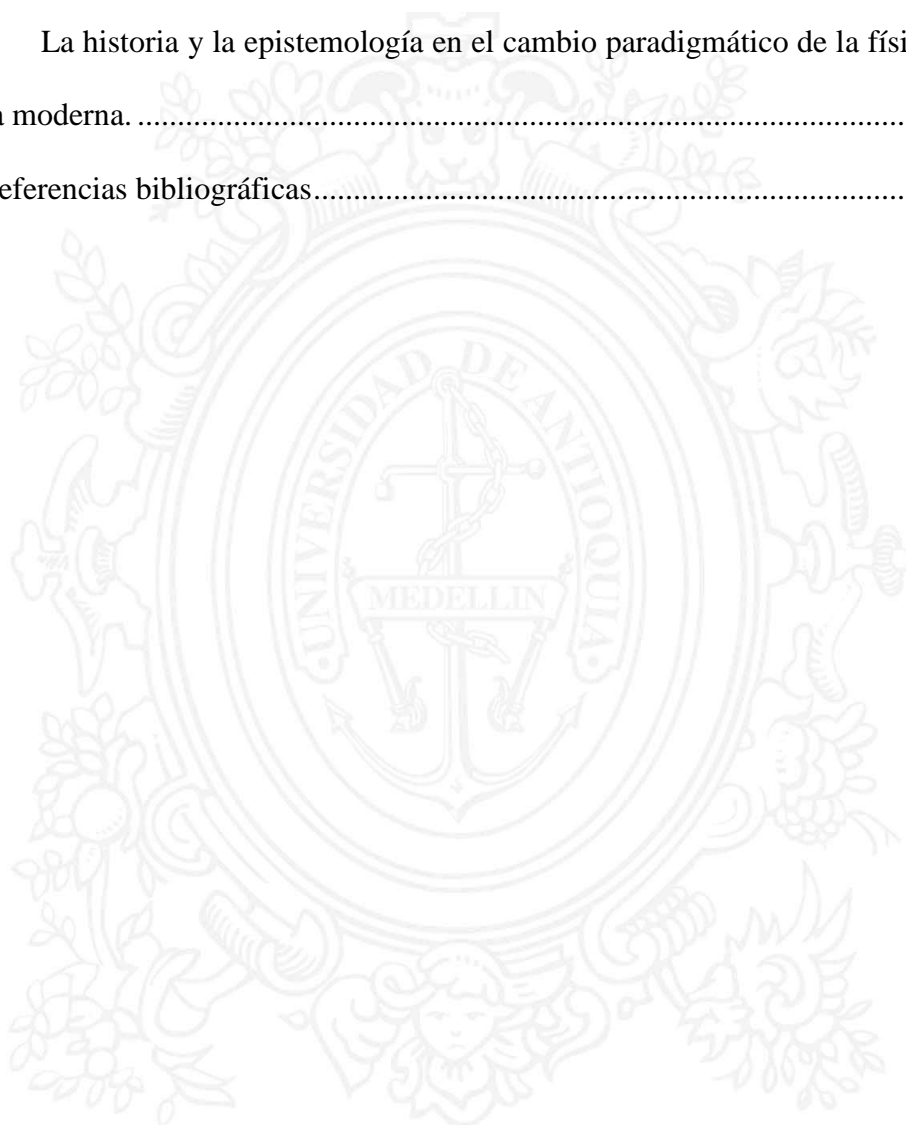 La historia y la epistemología en el cambio paradigmático de la físi
a moderna. ....................................................................................................
eferencias bibliográficas..............................................................................
UNIVERSIDAD DE ANTIOQUIA
MEDELLIN